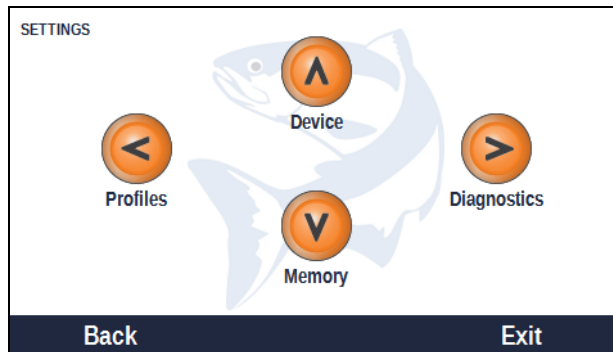 SETTINGS
Device
Profiles
Diagnostics
Memory
Back
Exit